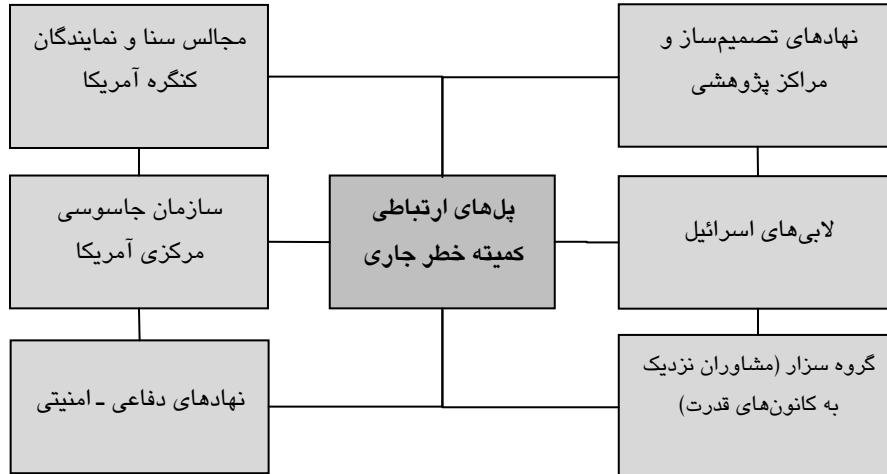 نهادهای تصمیم‌ساز و
مراکز پژوهشی
مجالس سنا و نمایندگان
کنگره آمریکا
لابی‌های اسرائیل
پل‌های ارتباطی
کمیته خطر جاری
سازمان جاسوسی
مرکزی آمریکا
گروه سزار (مشاوران نزدیک
به کانون‌های قدرت)
نهادهای دفاعی ـ امنیتی